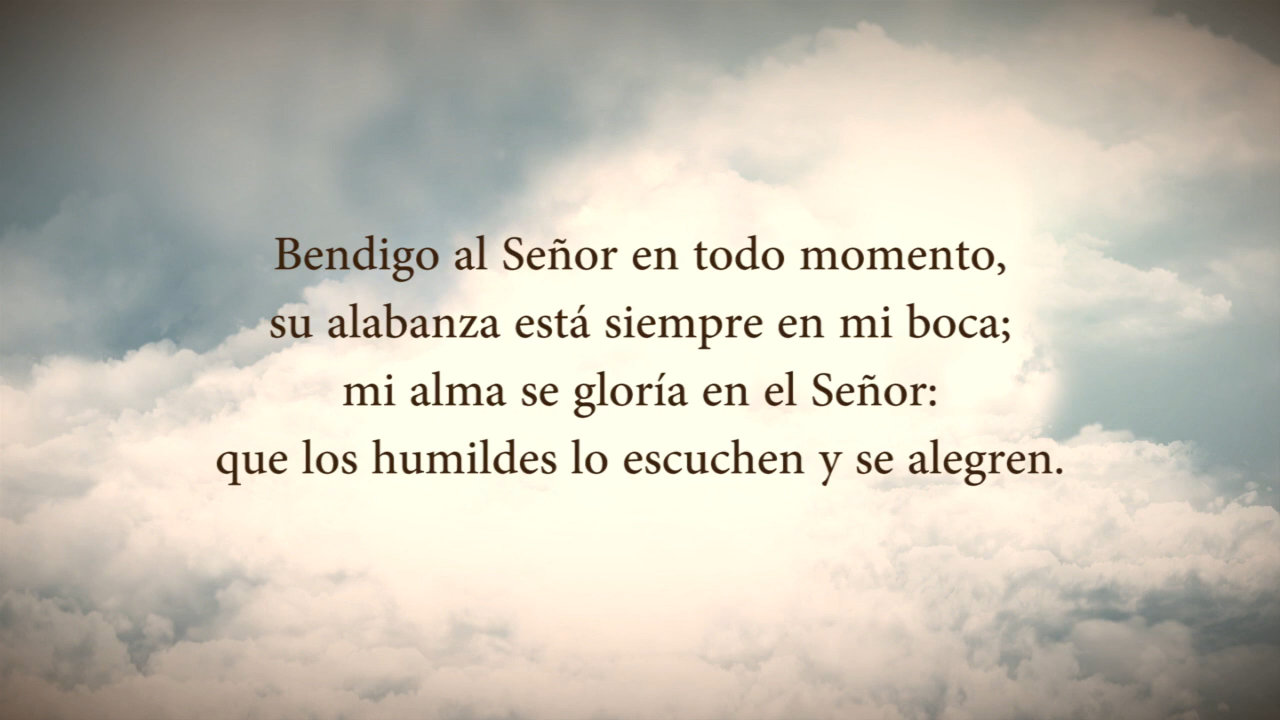 Bendigo al Señor en todo momento,
su alabanza está siempre en mi boca;
mi alma se gloría en el Señor:
que los humildes lo escuchen y se alegren.